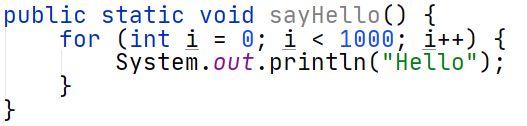 public static void sayHello() {
    for (int i = 0; i < 1000; i++) {
        System.out.println("Hello");
    }
}